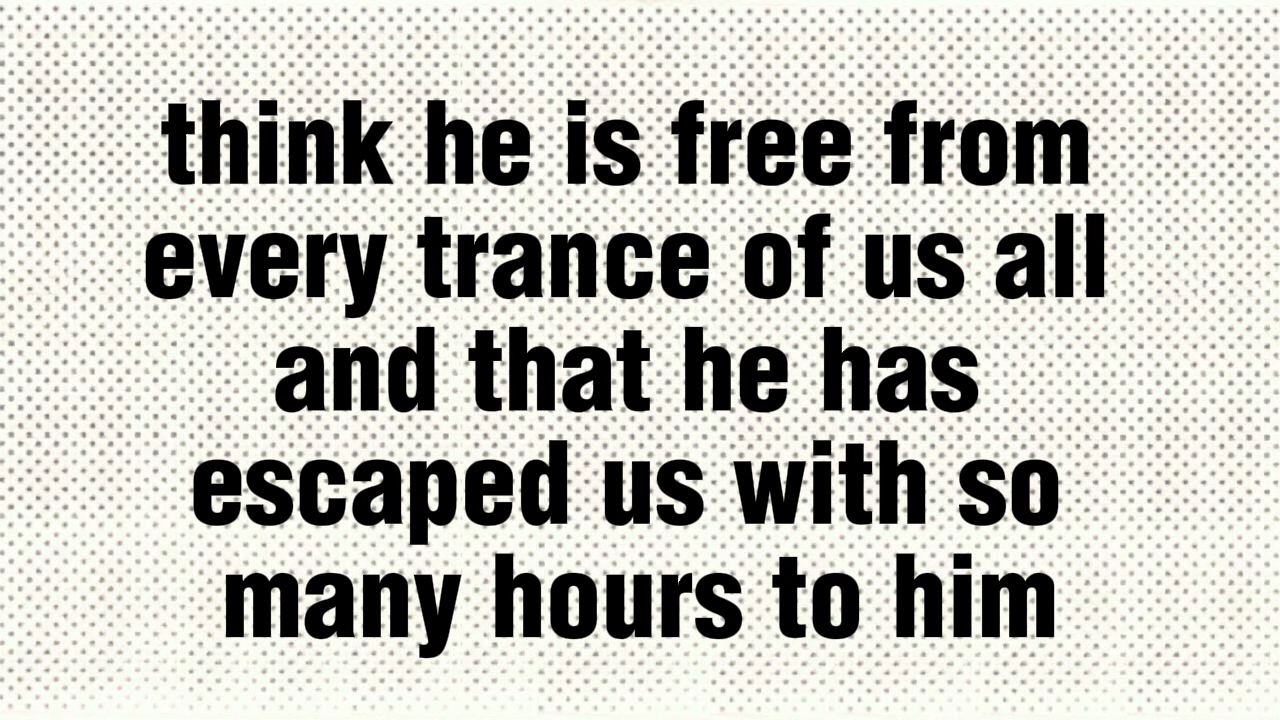 think he is free from
every trance of us all
and that he has
escaped us with so
many hours to him